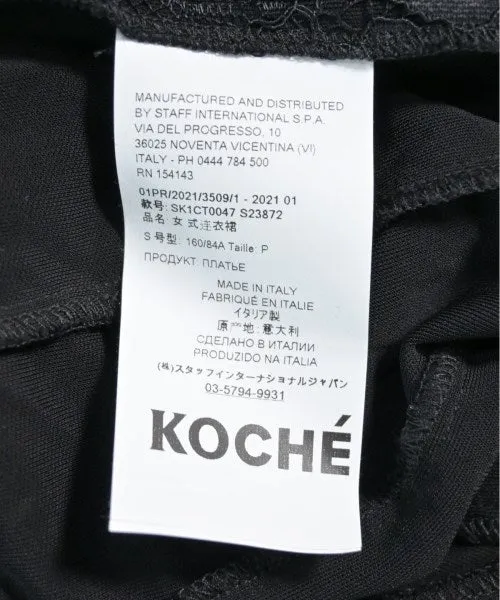 MANUFACTURED AND DISTRIBUTED
BY STAFF INTERNATIONAL S.P.A.
VIA DEL PROGRESSO, 10
36025 NOVENTA VICENTINA (VI)
ITALY - PH 0444 784 500
RN 154143
01PR/2021/3509/1 - 2021 01
款号: SK1CT0047 S23872
品名: 女式连衣裙
S 号型: 160/84A Taille: P
ПРОДУКТ: ПЛАТЬЕ
MADE IN ITALY
FABRIQUÉ EN ITALIE
イタリア製
原产地:意大利
СДЕЛАНО В ИТАЛИИ
PRODUZIDO NA ITALIA
(株)スタッフインターナショナルジャパン
03-5794-9931
KOCHÉ